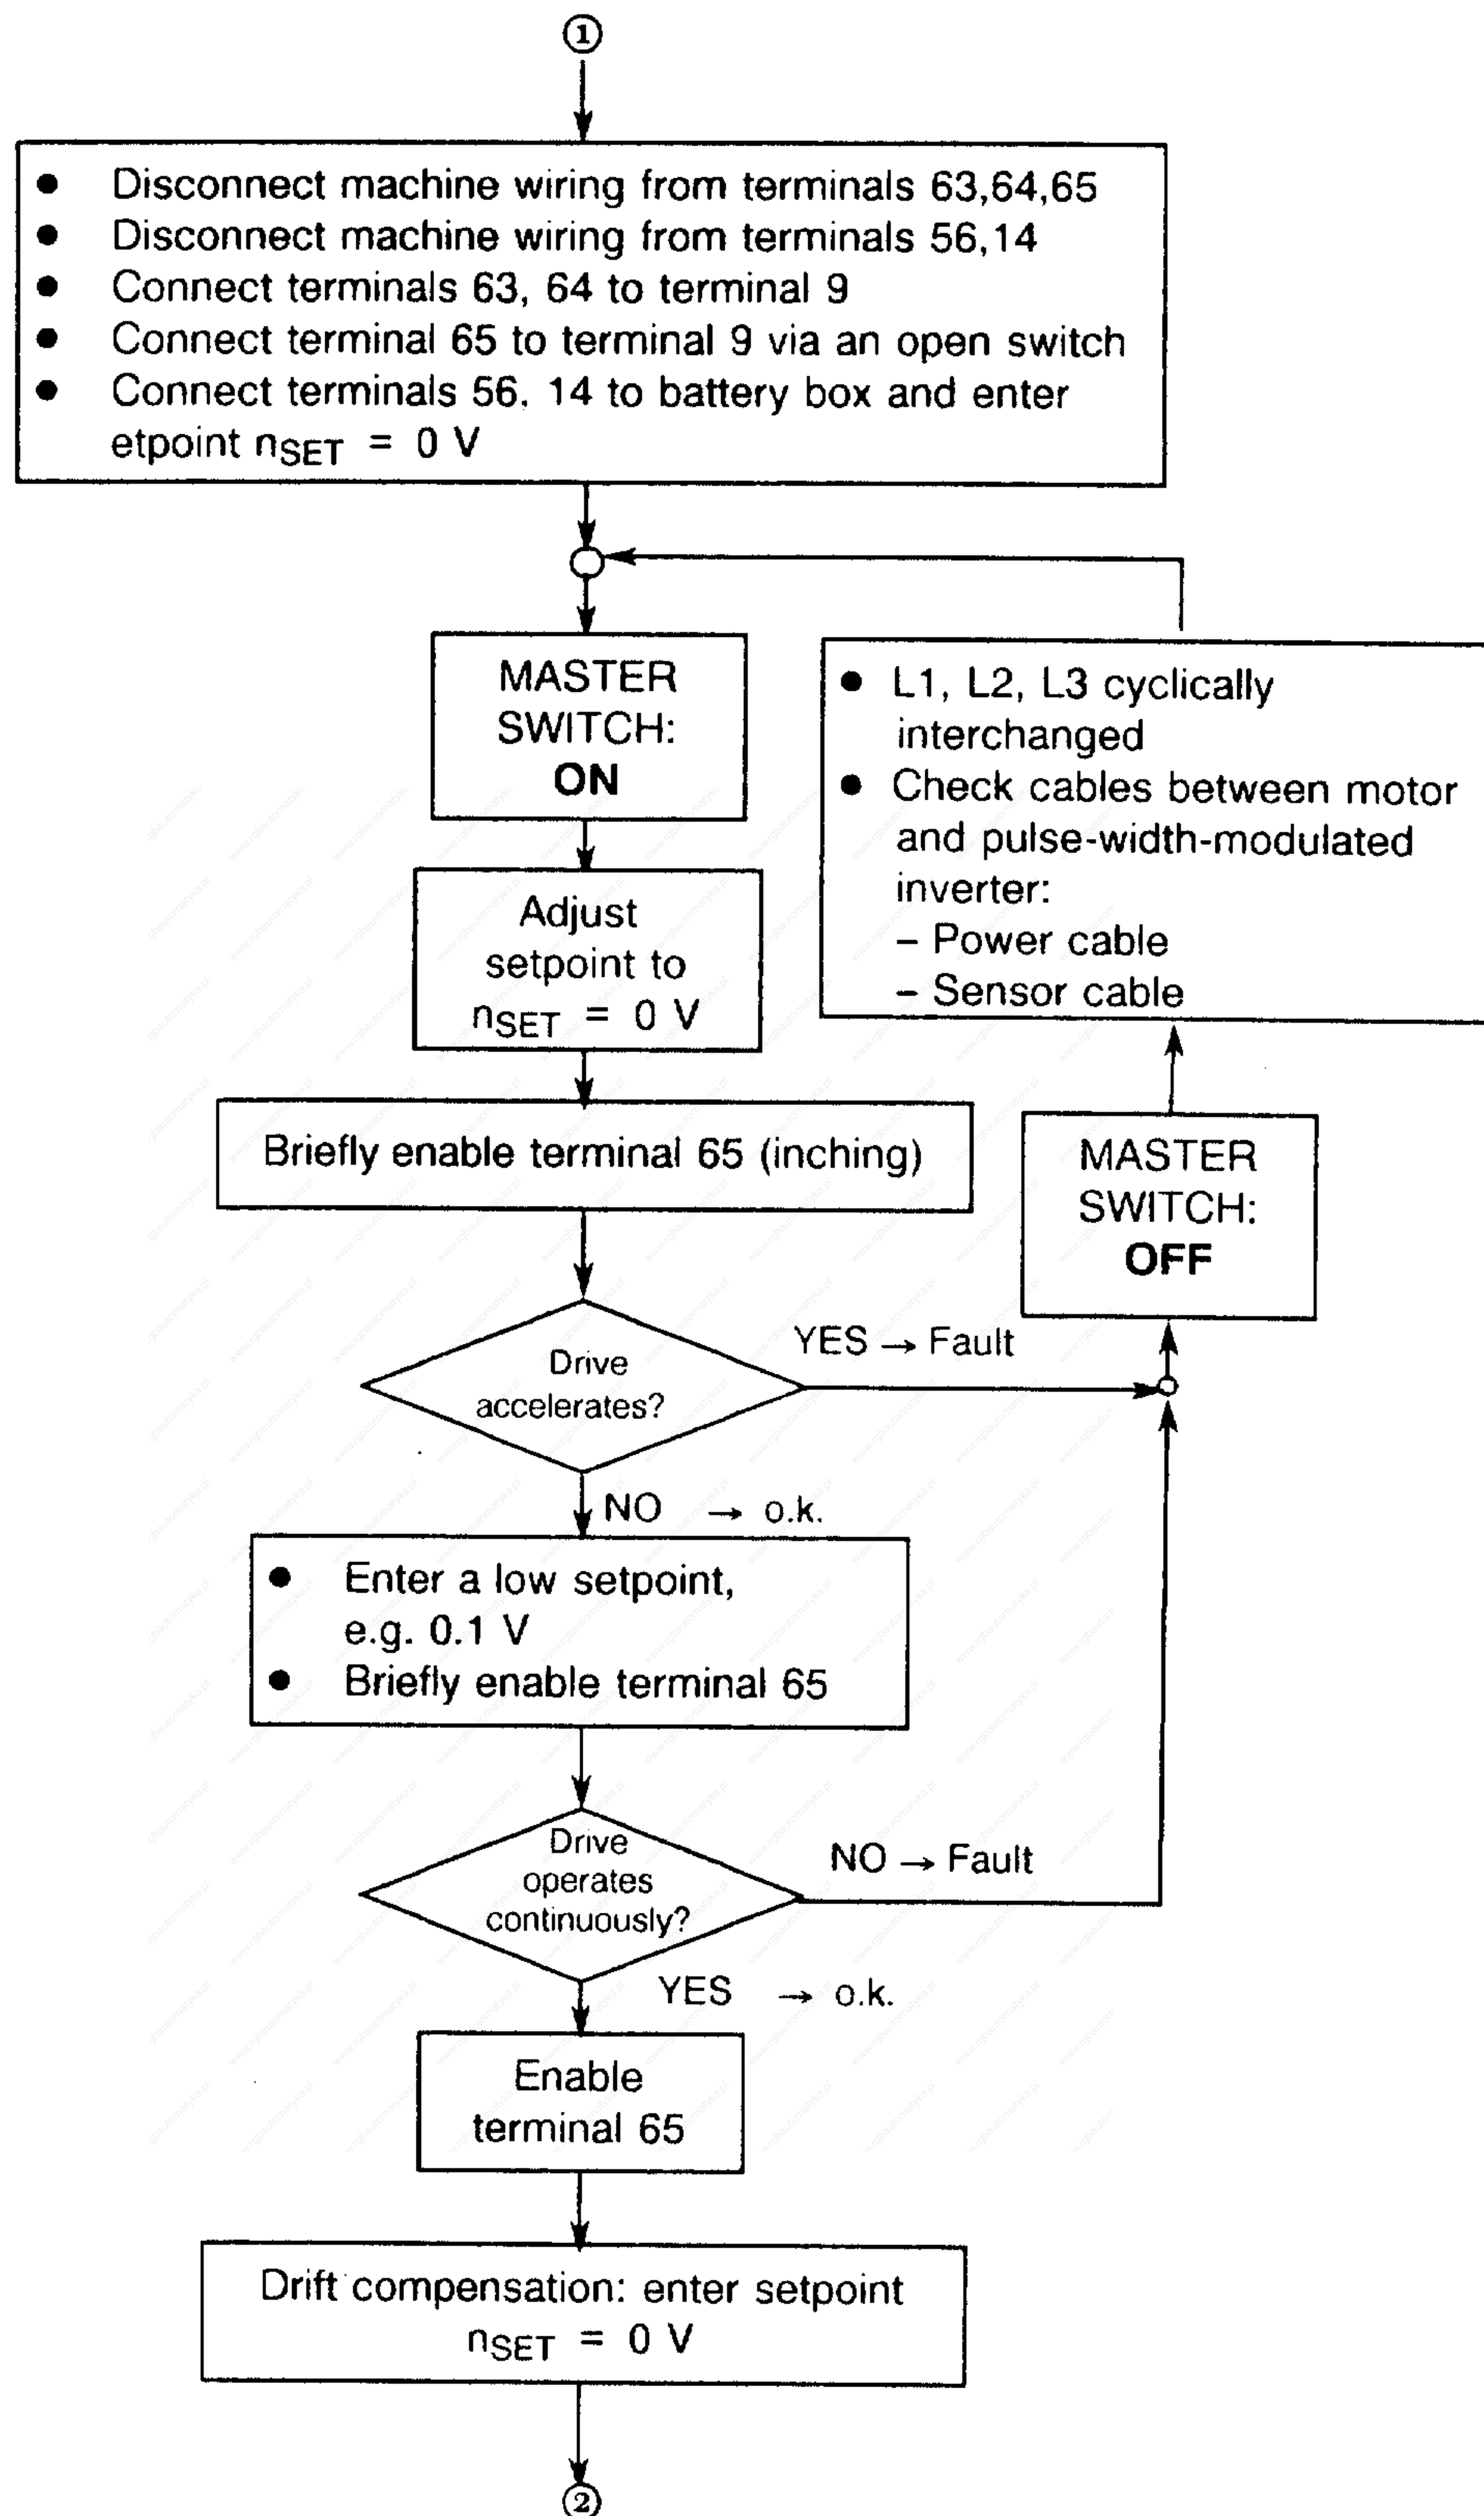 ①
● Disconnect machine wiring from terminals 63,64,65
● Disconnect machine wiring from terminals 56,14
● Connect terminals 63, 64 to terminal 9
● Connect terminal 65 to terminal 9 via an open switch
● Connect terminals 56. 14 to battery box and enter
etpoint nSET = 0 V
MASTER
SWITCH:
ON
● L1, L2, L3 cyclically
interchanged
● Check cables between motor
and pulse-width-modulated
inverter:
– Power cable
– Sensor cable
Adjust
setpoint to
nSET = 0 V
Briefly enable terminal 65 (inching)
MASTER
SWITCH:
OFF
Drive
accelerates?
YES → Fault
NO → o.k.
● Enter a low setpoint,
e.g. 0.1 V
● Briefly enable terminal 65
Drive
operates
continuously?
NO → Fault
YES → o.k.
Enable
terminal 65
Drift compensation: enter setpoint
nSET = 0 V
②
www.rgbautomatyka.pl